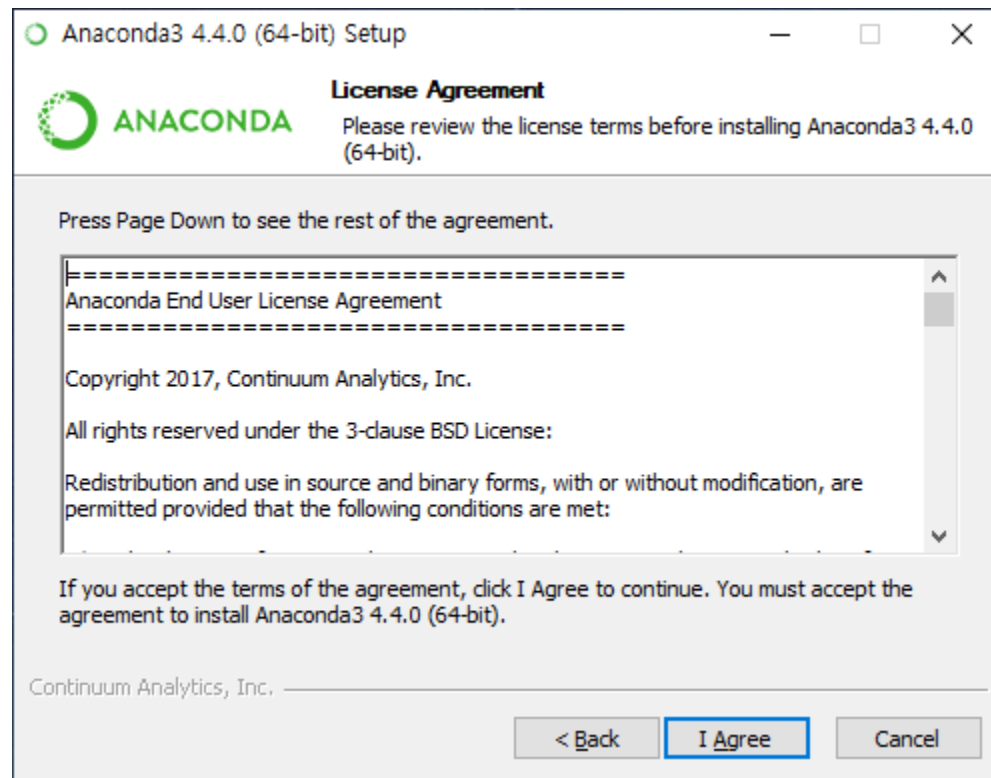 Anaconda3 4.4.0 (64-bit) Setup
ANACONDA
License Agreement
Please review the license terms before installing Anaconda3 4.4.0
(64-bit).
Press Page Down to see the rest of the agreement.
===================================
Anaconda End User License Agreement
===================================
Copyright 2017, Continuum Analytics, Inc.
All rights reserved under the 3-clause BSD License:
Redistribution and use in source and binary forms, with or without modification, are
permitted provided that the following conditions are met:
If you accept the terms of the agreement, click I Agree to continue. You must accept the
agreement to install Anaconda3 4.4.0 (64-bit).
Continuum Analytics, Inc.
< Back
I Agree
Cancel